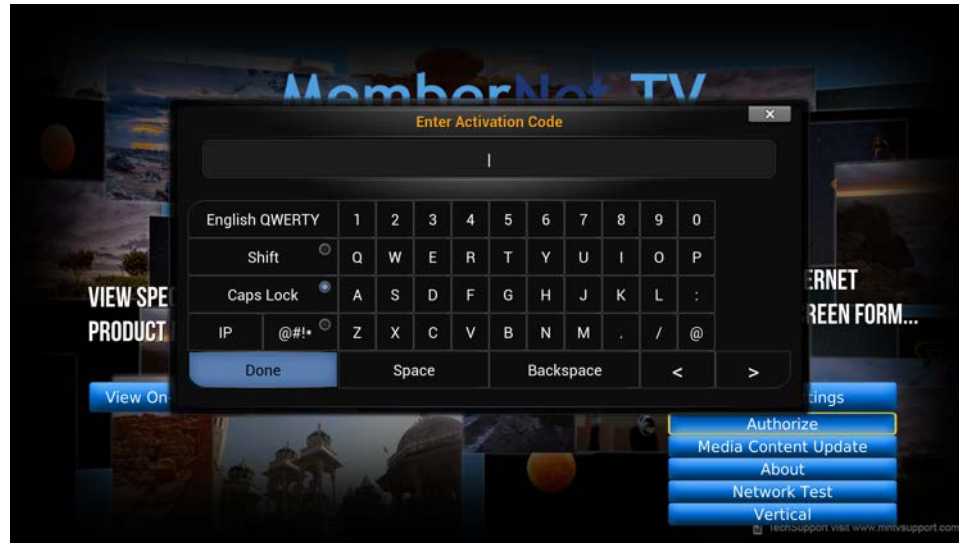 MemberNet TV
Enter Activation Code
X
English QWERTY 1 2 3 4 5 6 7 8 9 0
Shift Q W E R T Y U I O P
Caps Lock A S D F G H J K L :
IP @#!* Z X C V B N M . / @
Done Space Backspace < >
VIEW SPE
PRODUCT
ERNET
REEN FORM...
View On
tings
Authorize
Media Content Update
About
Network Test
Vertical
TechSupport visit www.mntvsupport.com